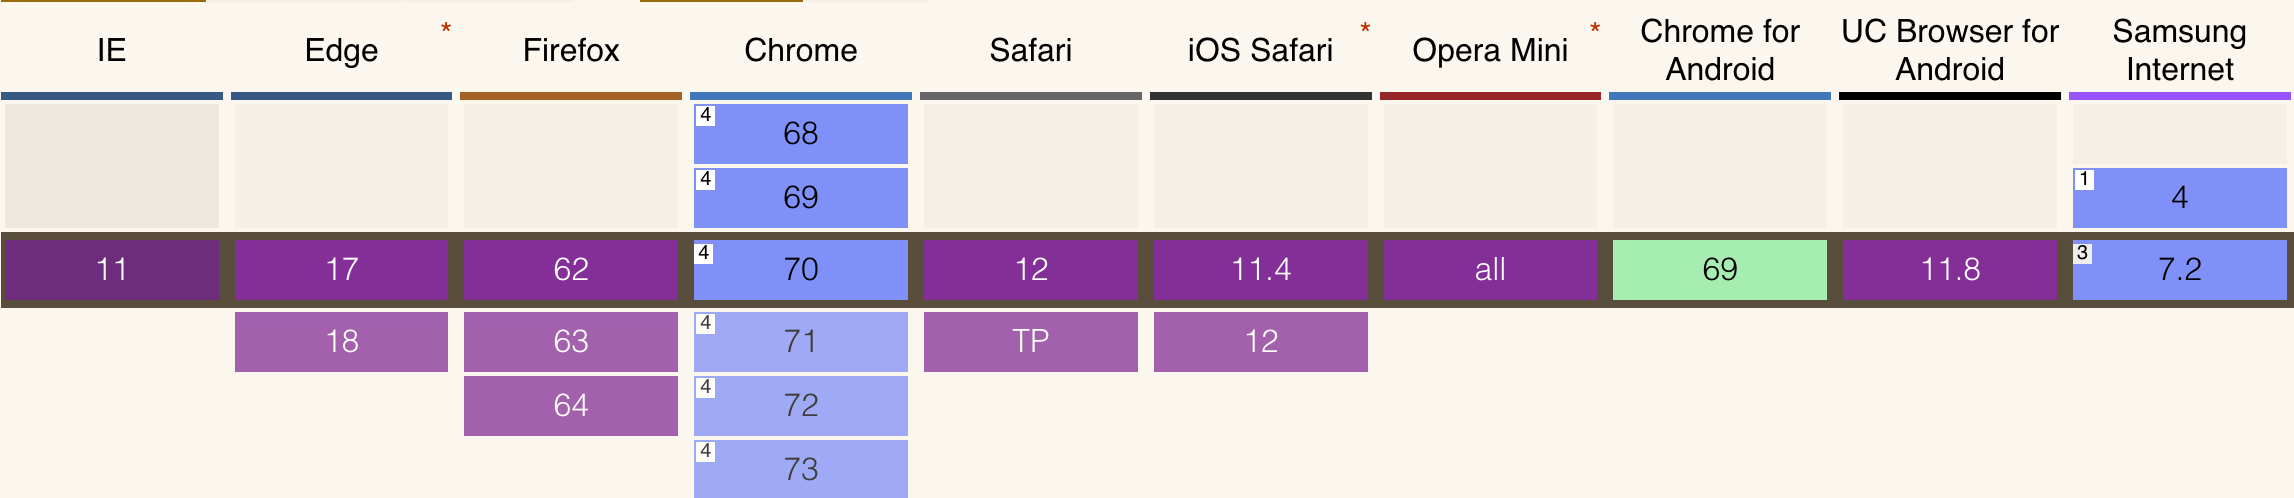 IE Edge * Firefox Chrome Safari iOS Safari * Opera Mini * Chrome for Android UC Browser for Android Samsung Internet
4 68
4 69 1 4
11 17 62 4 70 12 11.4 all 69 11.8 3 7.2
18 63 4 71 TP 12
64 4 72
4 73